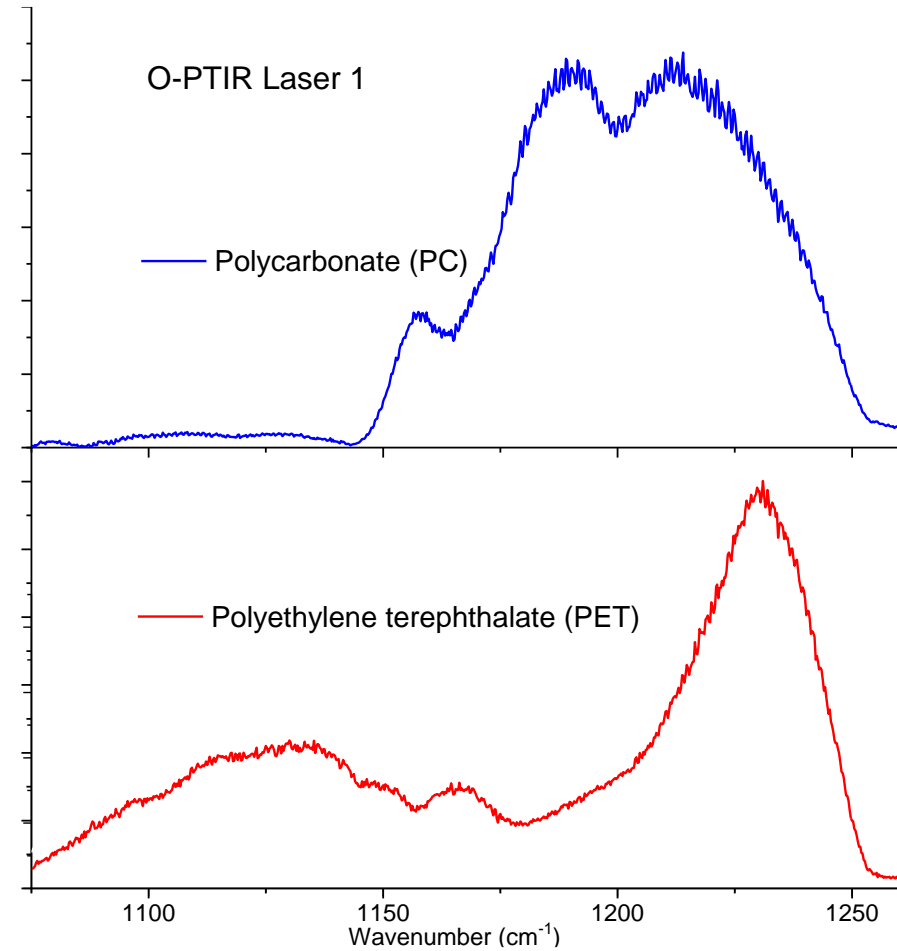 O-PTIR Laser 1
Polycarbonate (PC)
Polyethylene terephthalate (PET)
1100 1150 1200 1250
Wavenumber (cm⁻¹)